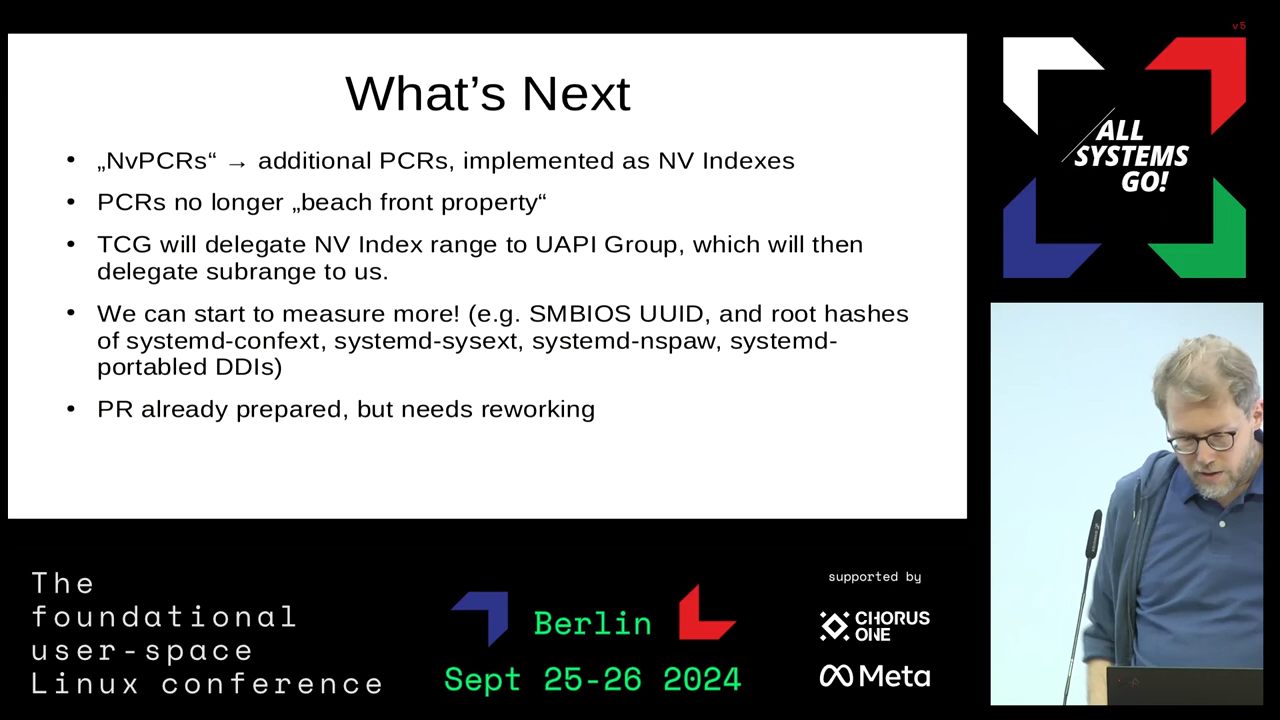 What's Next
• „NvPCRs“ → additional PCRs, implemented as NV Indexes
• PCRs no longer „beach front property“
• TCG will delegate NV Index range to UAPI Group, which will then
delegate subrange to us.
• We can start to measure more! (e.g. SMBIOS UUID, and root hashes
of systemd-confext, systemd-sysext, systemd-nspaw, systemd-
portabled DDIs)
• PR already prepared, but needs reworking
v5
ALL
SYSTEMS
GO!
The
foundational
user-space
Linux conference
Berlin
Sept 25-26 2024
supported by
CHORUS
ONE
Meta